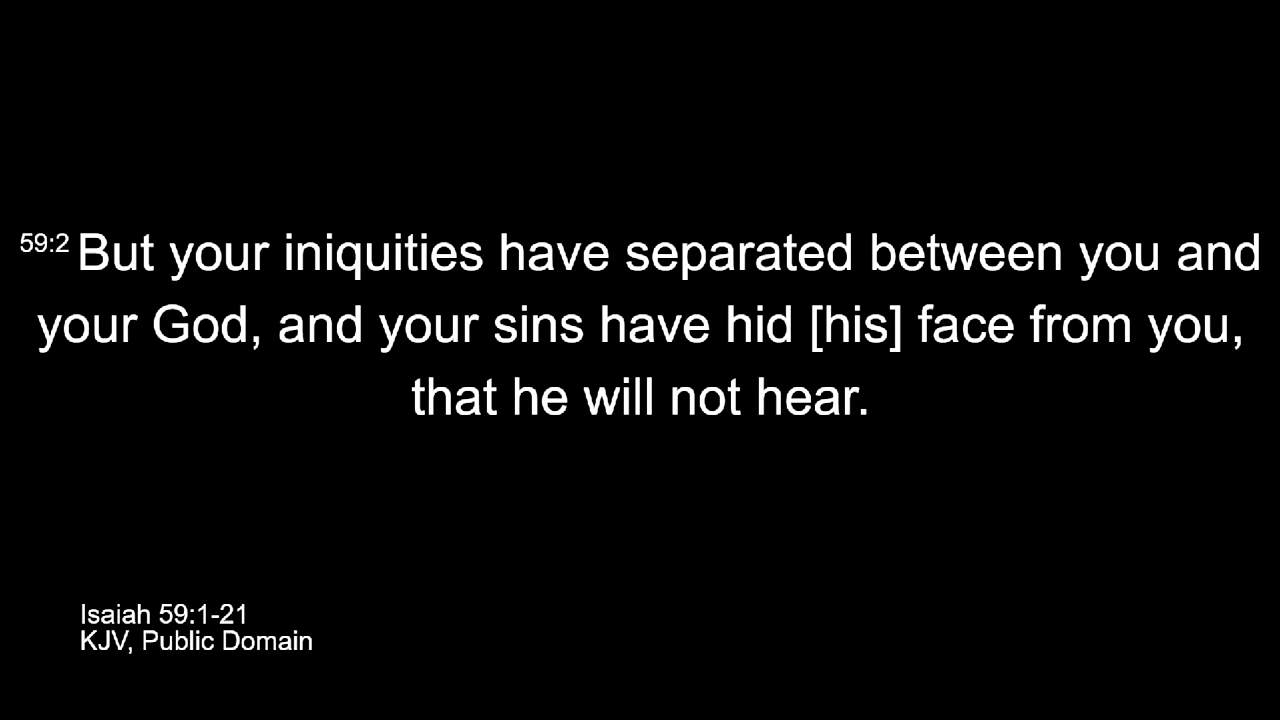 59:2 But your iniquities have separated between you and
your God, and your sins have hid [his] face from you,
that he will not hear.
Isaiah 59:1-21
KJV, Public Domain